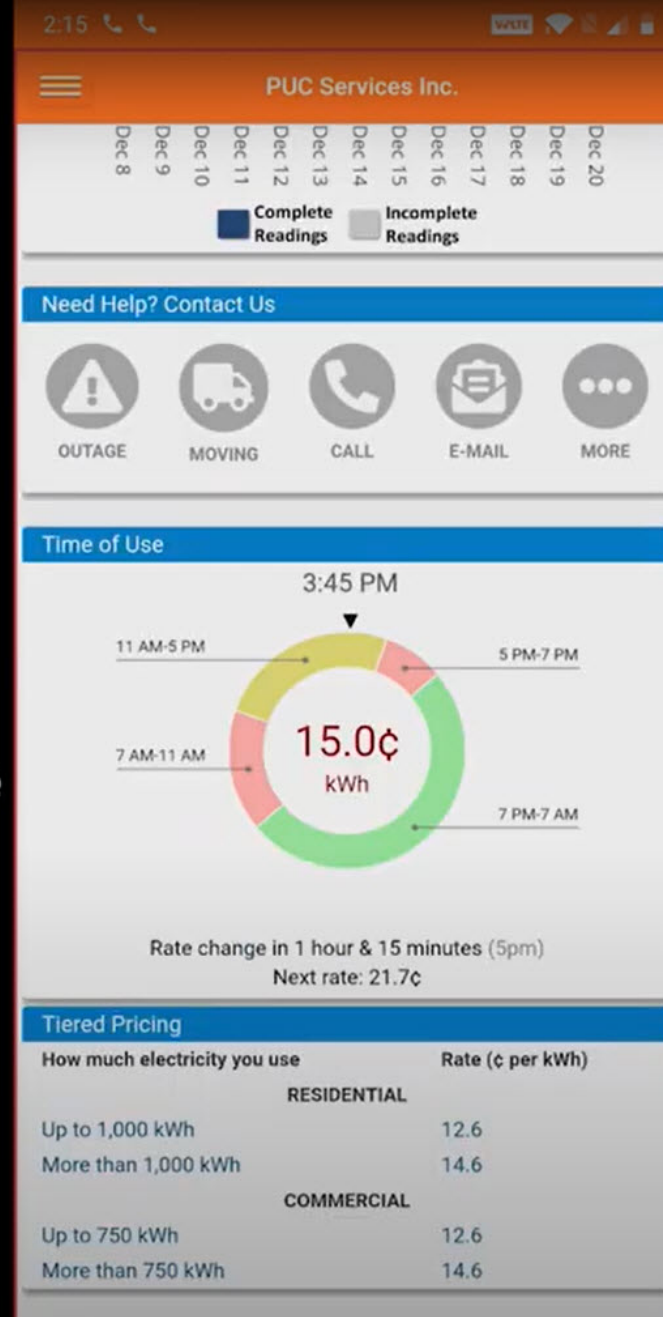 2:15
VoLTE
PUC Services Inc.
Dec 8
Dec 9
Dec 10
Dec 11
Dec 12
Dec 13
Dec 14
Dec 15
Dec 16
Dec 17
Dec 18
Dec 19
Dec 20
Complete Incomplete
Readings Readings
Need Help? Contact Us
OUTAGE MOVING CALL E-MAIL MORE
Time of Use
3:45 PM
11 AM-5 PM
5 PM-7 PM
15.0¢
7 AM-11 AM
kWh
7 PM-7 AM
Rate change in 1 hour & 15 minutes (5pm)
Next rate: 21.7¢
Tiered Pricing
How much electricity you use Rate (¢ per kWh)
RESIDENTIAL
Up to 1,000 kWh 12.6
More than 1,000 kWh 14.6
COMMERCIAL
Up to 750 kWh 12.6
More than 750 kWh 14.6